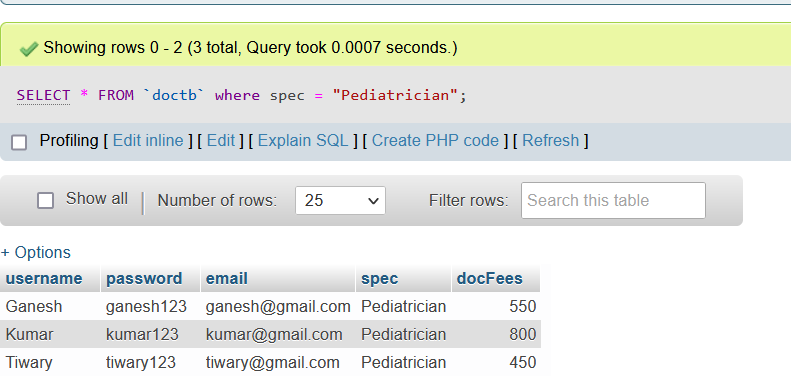 Showing rows 0 - 2 (3 total, Query took 0.0007 seconds.)
SELECT * FROM `doctb` where spec = "Pediatrician";
Profiling [ Edit inline ] [ Edit ] [ Explain SQL ] [ Create PHP code ] [ Refresh ]
Show all | Number of rows: 25 Filter rows: Search this table
+ Options
username password email spec docFees
Ganesh ganesh123 ganesh@gmail.com Pediatrician 550
Kumar kumar123 kumar@gmail.com Pediatrician 800
Tiwary tiwary123 tiwary@gmail.com Pediatrician 450